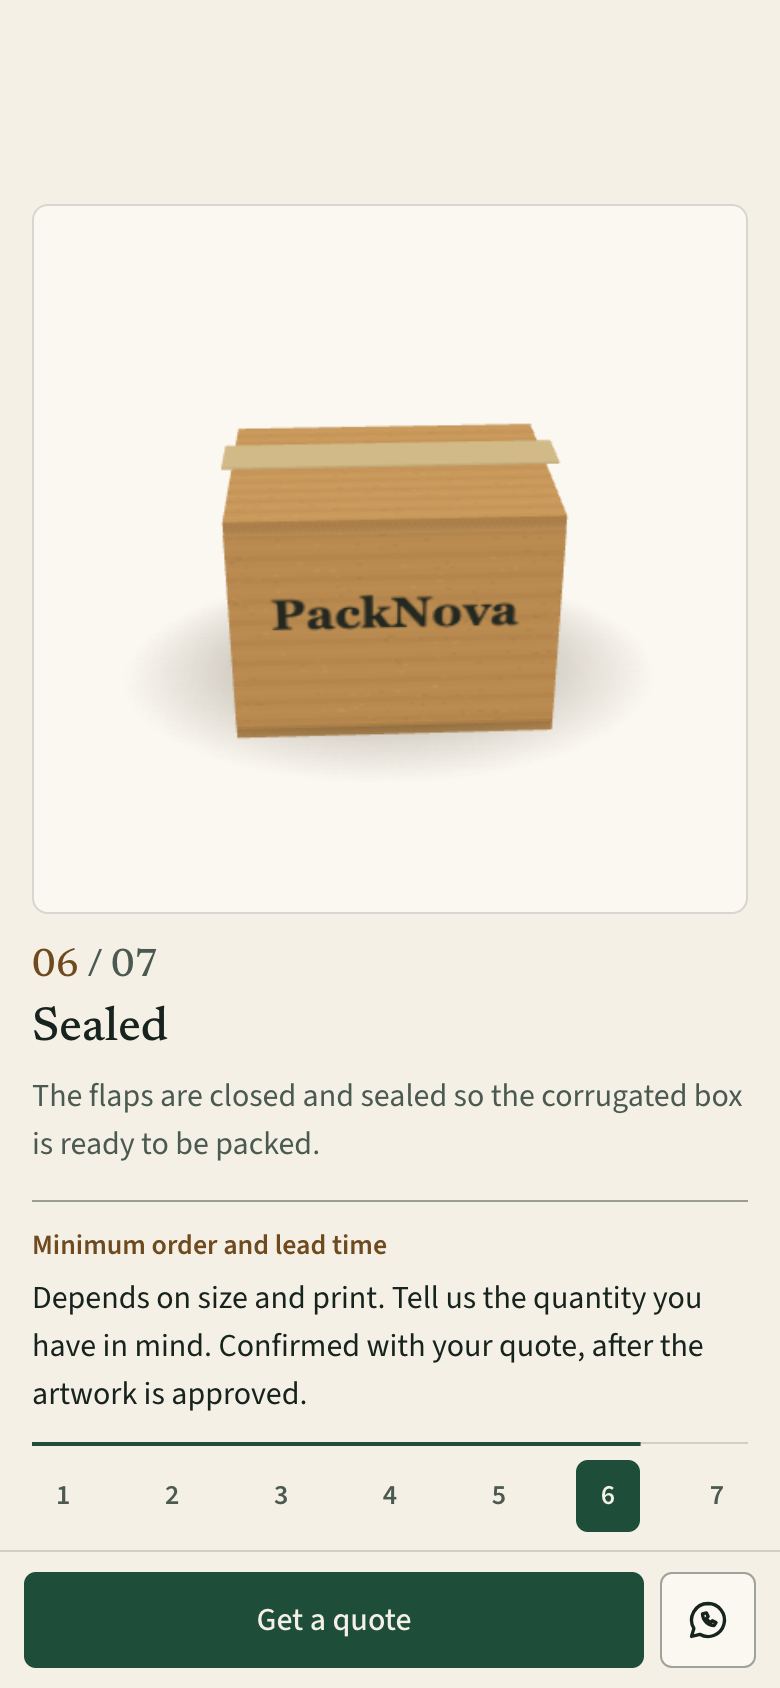 PackNova
06 / 07
Sealed
The flaps are closed and sealed so the corrugated box
is ready to be packed.
Minimum order and lead time
Depends on size and print. Tell us the quantity you
have in mind. Confirmed with your quote, after the
artwork is approved.
1 2 3 4 5 6 7
Get a quote